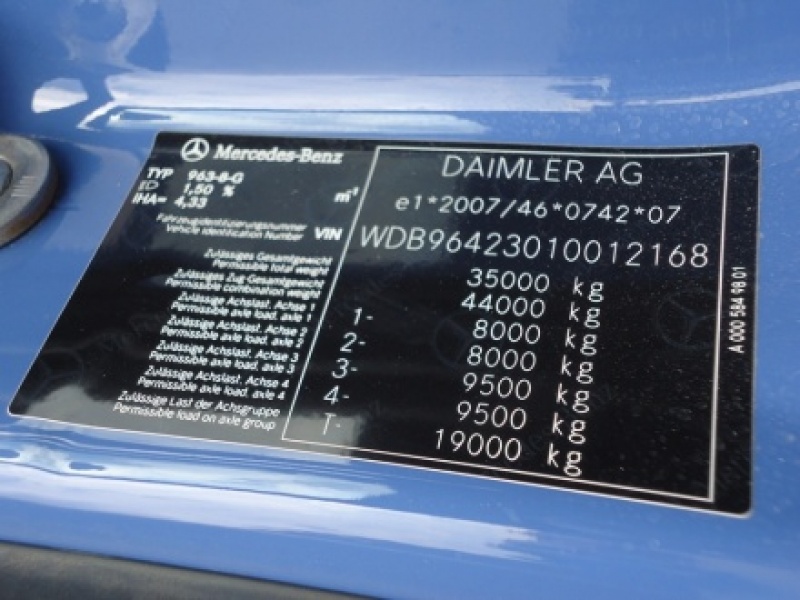 Mercedes-Benz
TYP 963-8-G
ID 1,50 % m⁻¹
IHA= 4,33
Fahrzeugidentifizierungsnummer
Vehicle Identification Number VIN
Zulässiges Gesamtgewicht
Permissible total weight
Zulässige Zug-Gesamtgewicht
Permissible combination weight
Zulässige Achslast. Achse 1
Permissible axle load. axle 1
Zulässige Achslast. Achse 2
Permissible axle load. axle 2
Zulässige Achslast. Achse 3
Permissible axle load. axle 3
Zulässige Achslast. Achse 4
Permissible axle load. axle 4
Zulässige Last der Achsgruppe
Permissible load on axle group
DAIMLER AG
e1*2007/46*0742*07
WDB96423010012168
35000 kg
44000 kg
1- 8000 kg
2- 8000 kg
3- 9500 kg
4- 9500 kg
T- 19000 kg
A 000 584 98 01